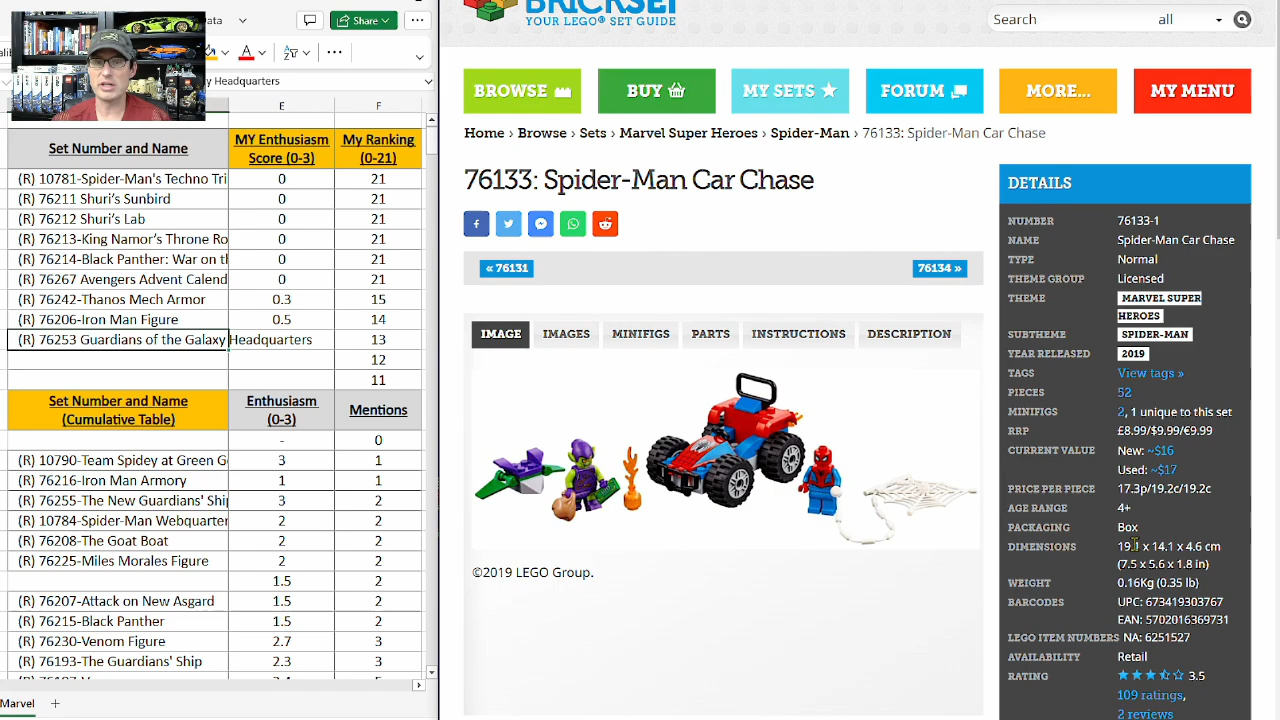 Data
Share
Headquarters
E
F
Set Number and Name
MY Enthusiasm Score (0-3)
My Ranking (0-21)
(R) 10781-Spider-Man's Techno Tri 0 21
(R) 76211 Shuri's Sunbird 0 21
(R) 76212 Shuri's Lab 0 21
(R) 76213-King Namor's Throne Ro 0 21
(R) 76214-Black Panther: War on th 0 21
(R) 76267 Avengers Advent Calend 0 21
(R) 76242-Thanos Mech Armor 0.3 15
(R) 76206-Iron Man Figure 0.5 14
(R) 76253 Guardians of the Galaxy Headquarters 13
12
11
Set Number and Name (Cumulative Table)
Enthusiasm (0-3)
Mentions
- 0
(R) 10790-Team Spidey at Green G 3 1
(R) 76216-Iron Man Armory 1 1
(R) 76255-The New Guardians' Ship 3 2
(R) 10784-Spider-Man Webquarter 2 2
(R) 76208-The Goat Boat 2 2
(R) 76225-Miles Morales Figure 2 2
1.5 2
(R) 76207-Attack on New Asgard 1.5 2
(R) 76215-Black Panther 1.5 2
(R) 76230-Venom Figure 2.7 3
(R) 76193-The Guardians' Ship 2.3 3
Marvel
BRICKSET
YOUR LEGO® SET GUIDE
Search all
BROWSE
BUY
MY SETS
FORUM
MORE...
MY MENU
Home › Browse › Sets › Marvel Super Heroes › Spider-Man › 76133: Spider-Man Car Chase
76133: Spider-Man Car Chase
« 76131
76134 »
IMAGE
IMAGES
MINIFIGS
PARTS
INSTRUCTIONS
DESCRIPTION
©2019 LEGO Group.
DETAILS
NUMBER 76133-1
NAME Spider-Man Car Chase
TYPE Normal
THEME GROUP Licensed
THEME MARVEL SUPER
HEROES
SUBTHEME SPIDER-MAN
YEAR RELEASED 2019
TAGS View tags »
PIECES 52
MINIFIGS 2, 1 unique to this set
RRP £8.99/$9.99/€9.99
CURRENT VALUE New: ~$16
Used: ~$17
PRICE PER PIECE 17.3p/19.2c/19.2c
AGE RANGE 4+
PACKAGING Box
DIMENSIONS 19.1 x 14.1 x 4.6 cm
(7.5 x 5.6 x 1.8 in)
WEIGHT 0.16Kg (0.35 lb)
BARCODES UPC: 673419303767
EAN: 5702016369731
LEGO ITEM NUMBERS NA: 6251527
AVAILABILITY Retail
RATING 3.5
109 ratings,
2 reviews